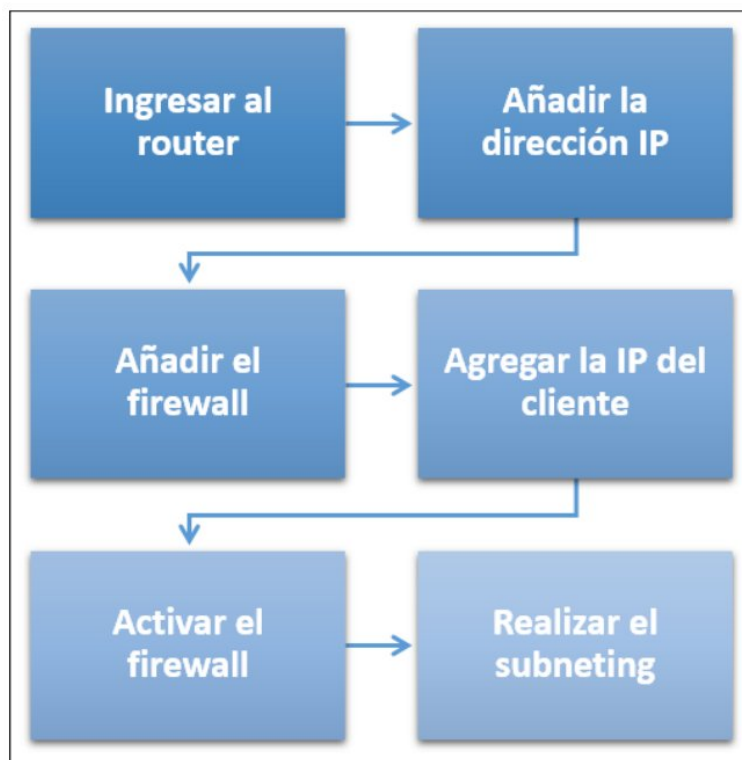 Ingresar al
router
Añadir la
dirección IP
Añadir el
firewall
Agregar la IP del
cliente
Activar el
firewall
Realizar el
subneting